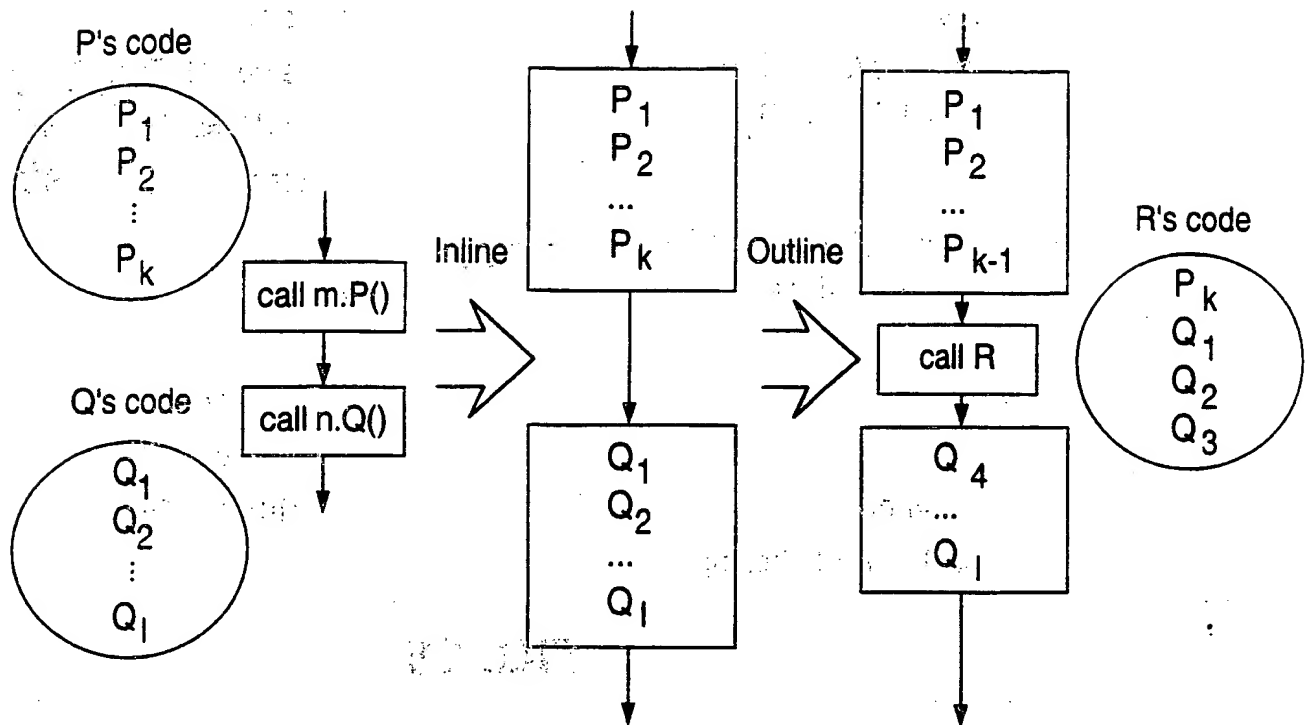 P's code
P₁
P₂
⋮
Pₖ
call m.P()
call n.Q()
Q's code
Q₁
Q₂
⋮
Qₗ
Inline
P₁
P₂
...
Pₖ
Q₁
Q₂
...
Qₗ
Outline
P₁
P₂
...
Pₖ₋₁
call R
Q₄
...
Qₗ
R's code
Pₖ
Q₁
Q₂
Q₃